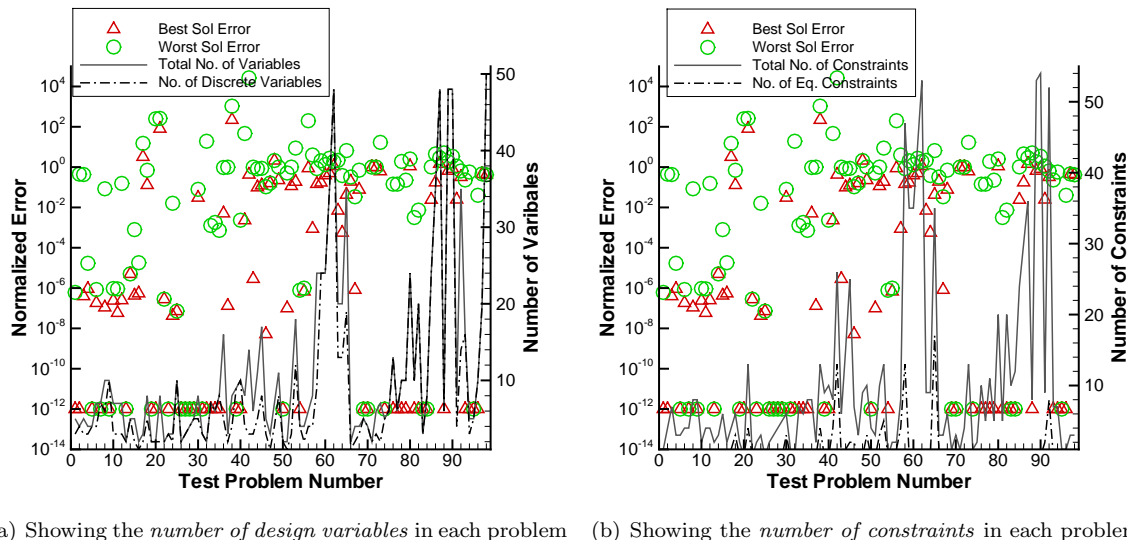 Best Sol Error
Worst Sol Error
Total No. of Variables
No. of Discrete Variables
Normalized Error
10^4
10^2
10^0
10^-2
10^-4
10^-6
10^-8
10^-10
10^-12
10^-14
0 10 20 30 40 50 60 70 80 90
Test Problem Number
50
40
30
20
10
Number of Varibales
a) Showing the number of design variables in each problem
Best Sol Error
Worst Sol Error
Total No. of Constraints
No. of Eq. Constraints
Normalized Error
10^4
10^2
10^0
10^-2
10^-4
10^-6
10^-8
10^-10
10^-12
10^-14
0 10 20 30 40 50 60 70 80 90
Test Problem Number
50
40
30
20
10
Number of Constraints
(b) Showing the number of constraints in each problem